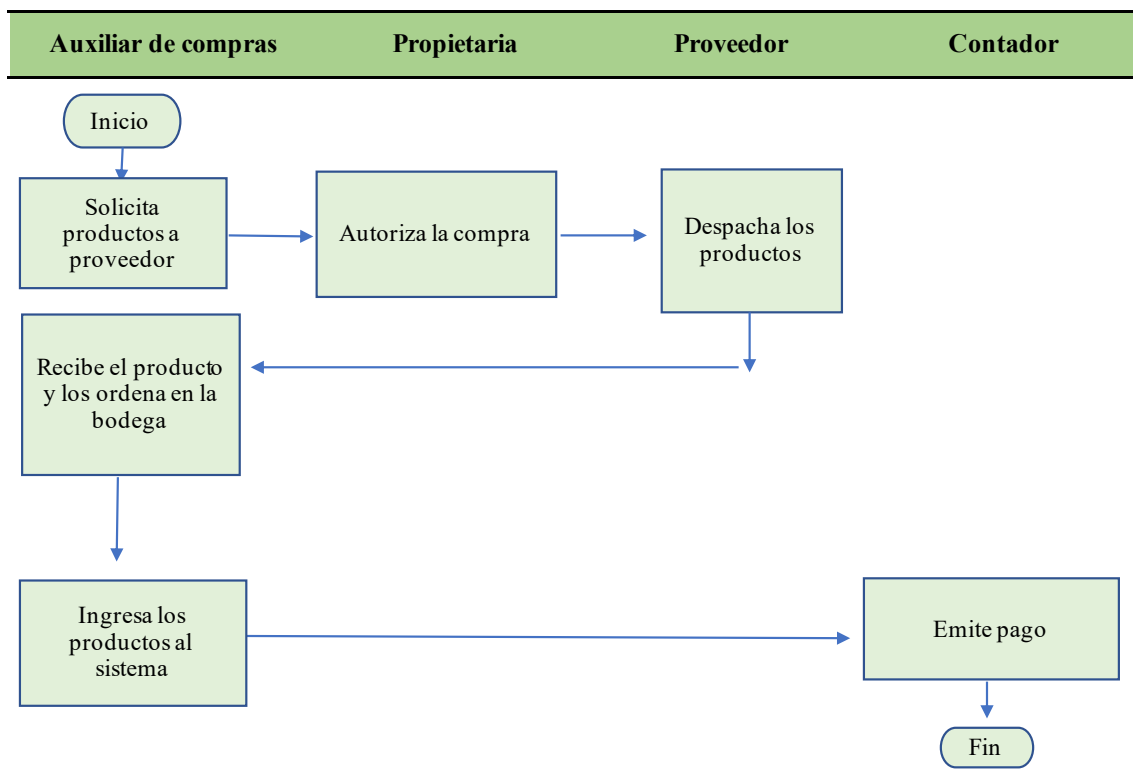 Auxiliar de compras
Propietaria
Proveedor
Contador
Inicio
Solicita
productos a
proveedor
Autoriza la compra
Despacha los
productos
Recibe el producto
y los ordena en la
bodega
Ingresa los
productos al
sistema
Emite pago
Fin